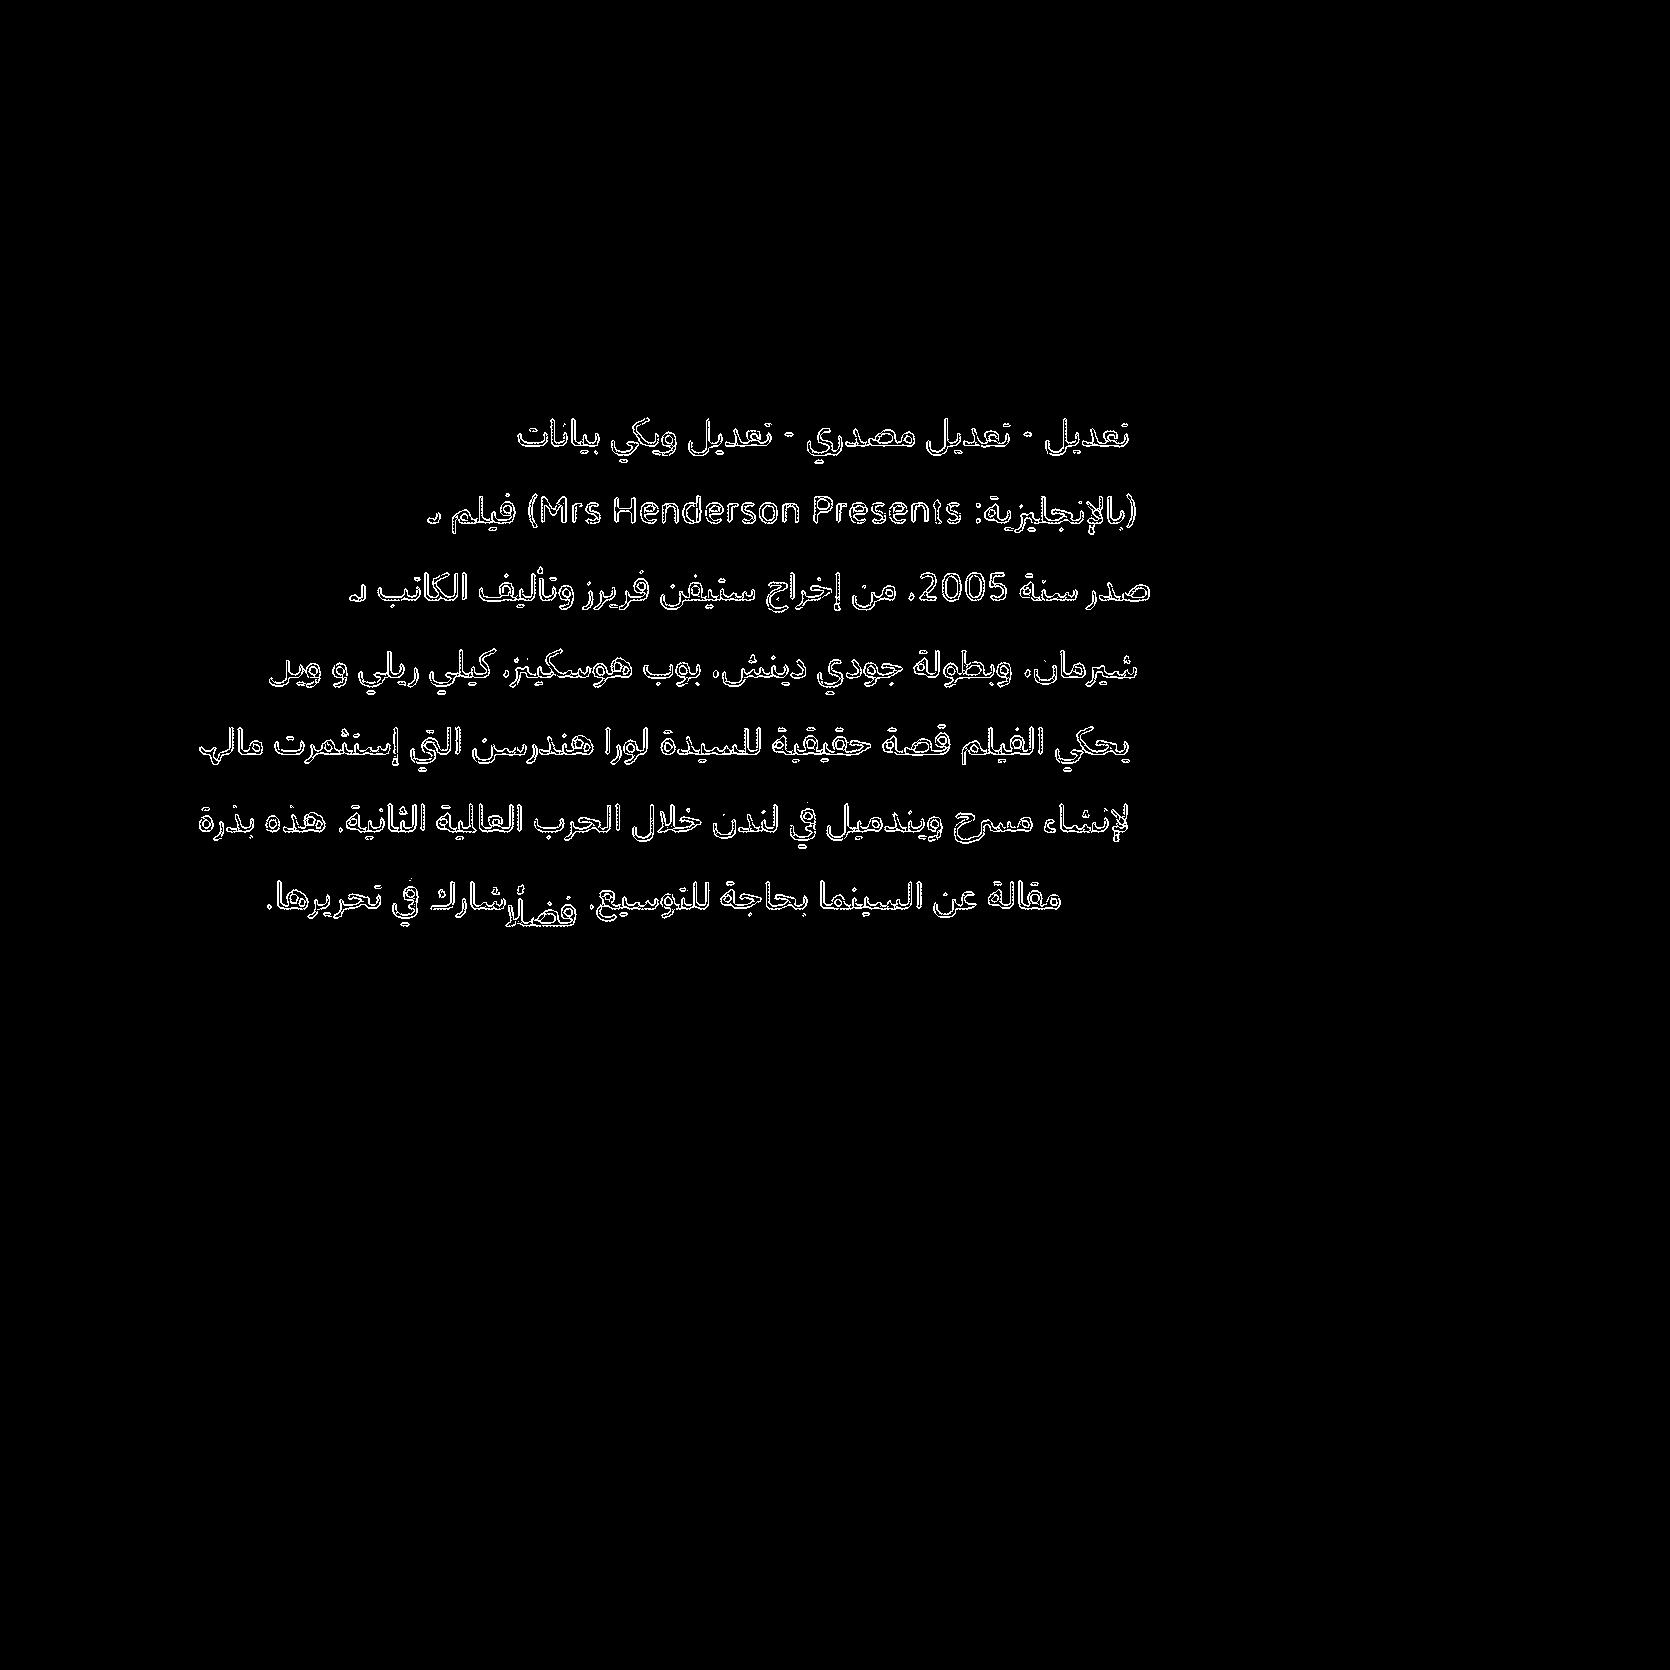 تعديل - تعديل مصدري - تعديل ويكي بيانات
(بالإنجليزية: Mrs Henderson Presents) فيلم
صدر سنة 2005. من إخراج ستيفن فريرز وتأليف الكاتب
شيرمان. وبطولة جودي دينش. بوب هوسكينز. كيلي ريلي و ويل
يحكي الفيلم قصة حقيقية للسيدة لورا هندرسن التي إستثمرت مالها
لإنشاء مسرح ويندميل في لندن خلال الحرب العالمية الثانية. هذه بذرة
مقالة عن السينما بحاجة للتوسيع. فضلًا شارك في تحريرها.